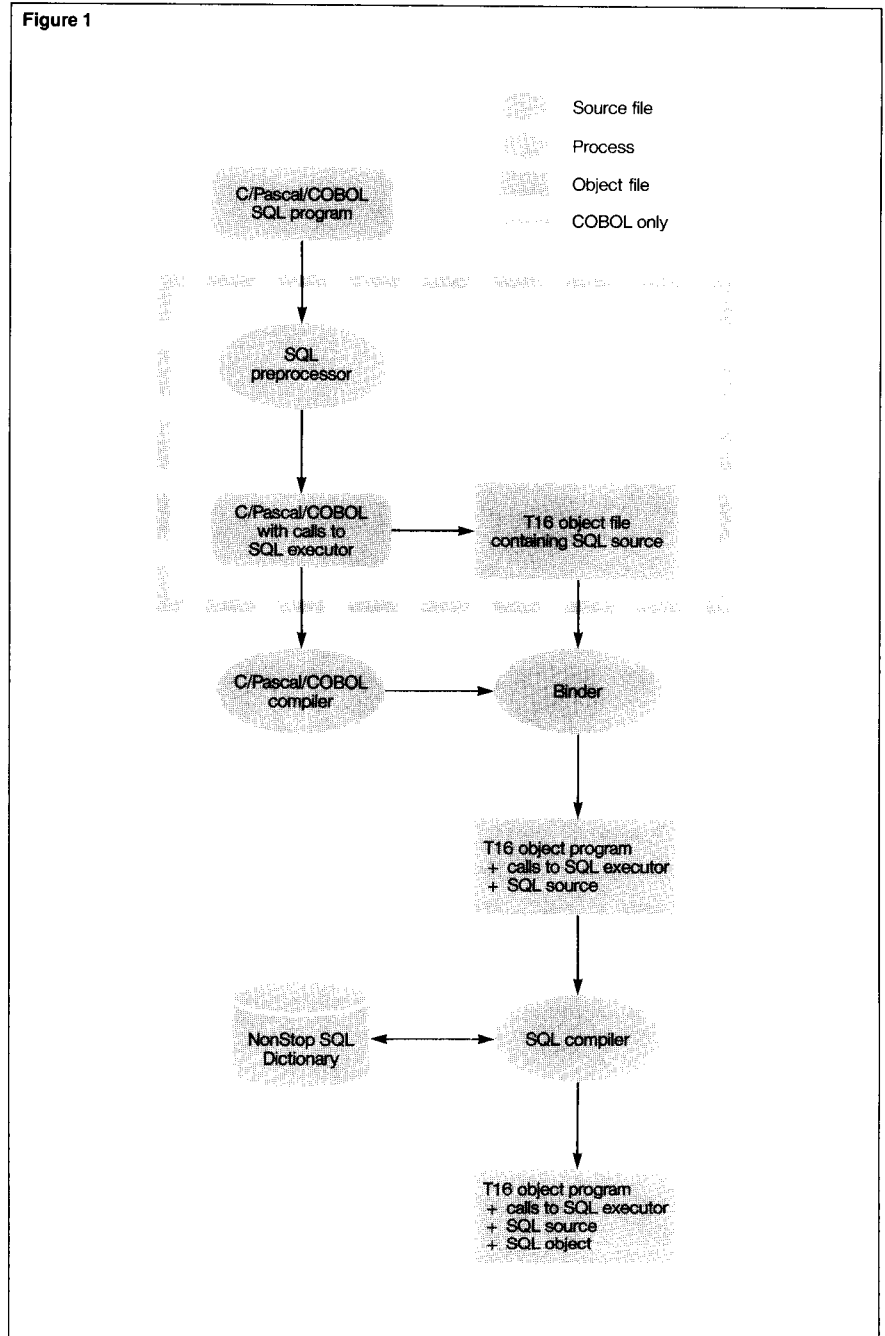 Figure 1
Source file
Process
Object file
COBOL only
C/Pascal/COBOL
SQL program
SQL
preprocessor
C/Pascal/COBOL
with calls to
SQL executor
T16 object file
containing SQL source
C/Pascal/COBOL
compiler
Binder
T16 object program
+ calls to SQL executor
+ SQL source
NonStop SQL
Dictionary
SQL compiler
T16 object program
+ calls to SQL executor
+ SQL source
+ SQL object